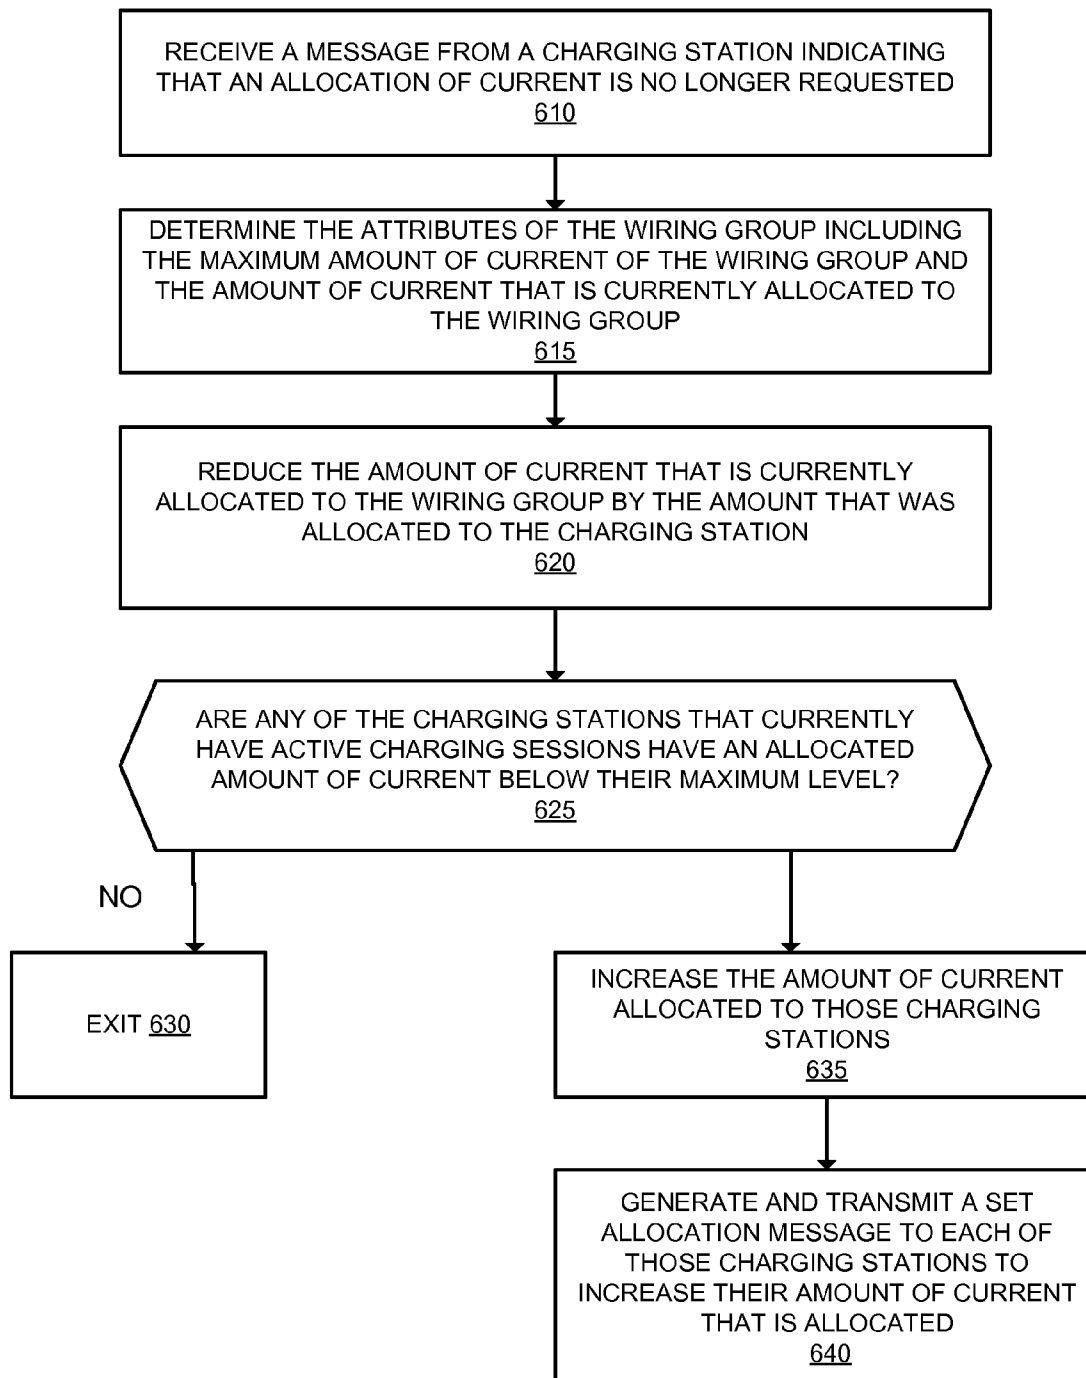 RECEIVE A MESSAGE FROM A CHARGING STATION INDICATING
THAT AN ALLOCATION OF CURRENT IS NO LONGER REQUESTED
610
DETERMINE THE ATTRIBUTES OF THE WIRING GROUP INCLUDING
THE MAXIMUM AMOUNT OF CURRENT OF THE WIRING GROUP AND
THE AMOUNT OF CURRENT THAT IS CURRENTLY ALLOCATED TO
THE WIRING GROUP
615
REDUCE THE AMOUNT OF CURRENT THAT IS CURRENTLY
ALLOCATED TO THE WIRING GROUP BY THE AMOUNT THAT WAS
ALLOCATED TO THE CHARGING STATION
620
ARE ANY OF THE CHARGING STATIONS THAT CURRENTLY
HAVE ACTIVE CHARGING SESSIONS HAVE AN ALLOCATED
AMOUNT OF CURRENT BELOW THEIR MAXIMUM LEVEL?
625
NO
EXIT 630
INCREASE THE AMOUNT OF CURRENT
ALLOCATED TO THOSE CHARGING
STATIONS
635
GENERATE AND TRANSMIT A SET
ALLOCATION MESSAGE TO EACH OF
THOSE CHARGING STATIONS TO
INCREASE THEIR AMOUNT OF CURRENT
THAT IS ALLOCATED
640